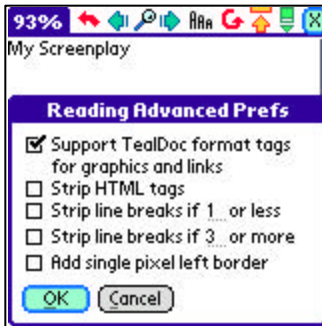 93% AAA X
My Screenplay
Reading Advanced Prefs
Support TealDoc format tags
for graphics and links
Strip HTML tags
Strip line breaks if 1 or less
Strip line breaks if 3 or more
Add single pixel left border
OK Cancel